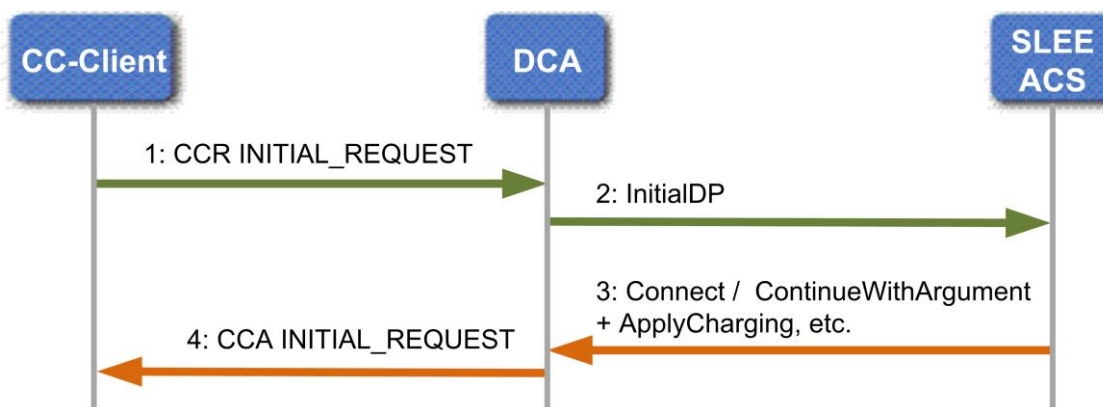 CC-Client
DCA
SLEE
ACS
1: CCR INITIAL_REQUEST
2: InitialDP
3: Connect / ContinueWithArgument
+ ApplyCharging, etc.
4: CCA INITIAL_REQUEST